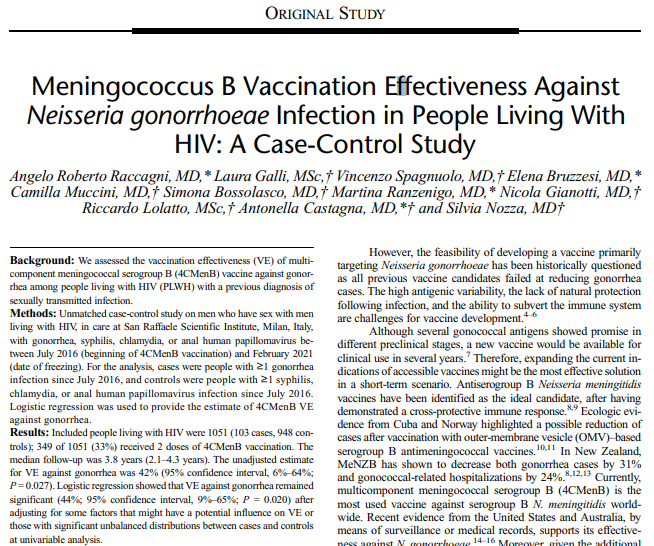 ORIGINAL STUDY
Meningococcus B Vaccination Effectiveness Against
Neisseria gonorrhoeae Infection in People Living With
HIV: A Case-Control Study
Angelo Roberto Raccagni, MD,* Laura Galli, MSc,† Vincenzo Spagnuolo, MD,† Elena Bruzzesi, MD,*
Camilla Muccini, MD,† Simona Bossolasco, MD,† Martina Ranzenigo, MD,* Nicola Gianotti, MD,†
Riccardo Lolatto, MSc,† Antonella Castagna, MD,*† and Silvia Nozza, MD†
Background: We assessed the vaccination effectiveness (VE) of multi-
component meningococcal serogroup B (4CMenB) vaccine against gonor-
rhea among people living with HIV (PLWH) with a previous diagnosis of
sexually transmitted infection.
Methods: Unmatched case-control study on men who have sex with men
living with HIV, in care at San Raffaele Scientific Institute, Milan, Italy,
with gonorrhea, syphilis, chlamydia, or anal human papillomavirus be-
tween July 2016 (beginning of 4CMenB vaccination) and February 2021
(date of freezing). For the analysis, cases were people with ≥1 gonorrhea
infection since July 2016, and controls were people with ≥1 syphilis,
chlamydia, or anal human papillomavirus infection since July 2016.
Logistic regression was used to provide the estimate of 4CMenB VE
against gonorrhea.
Results: Included people living with HIV were 1051 (103 cases, 948 con-
trols); 349 of 1051 (33%) received 2 doses of 4CMenB vaccination. The
median follow-up was 3.8 years (2.1–4.3 years). The unadjusted estimate
for VE against gonorrhea was 42% (95% confidence interval, 6%–64%;
P = 0.027). Logistic regression showed that VE against gonorrhea remained
significant (44%; 95% confidence interval, 9%–65%; P = 0.020) after
adjusting for some factors that might have a potential influence on VE or
those with significant unbalanced distributions between cases and controls
at univariable analysis.
However, the feasibility of developing a vaccine primarily
targeting Neisseria gonorrhoeae has been historically questioned
as all previous vaccine candidates failed at reducing gonorrhea
cases. The high antigenic variability, the lack of natural protection
following infection, and the ability to subvert the immune system
are challenges for vaccine development.4–6
Although several gonococcal antigens showed promise in
different preclinical stages, a new vaccine would be available for
clinical use in several years.7 Therefore, expanding the current in-
dications of accessible vaccines might be the most effective solution
in a short-term scenario. Antiserogroup B Neisseria meningitidis
vaccines have been identified as the ideal candidate, after having
demonstrated a cross-protective immune response.8,9 Ecologic evi-
dence from Cuba and Norway highlighted a possible reduction of
cases after vaccination with outer-membrane vesicle (OMV)–based
serogroup B antimeningococcal vaccines.10,11 In New Zealand,
MeNZB has shown to decrease both gonorrhea cases by 31%
and gonococcal-related hospitalizations by 24%.8,12,13 Currently,
multicomponent meningococcal serogroup B (4CMenB) is the
most used vaccine against serogroup B N. meningitidis world-
wide. Recent evidence from the United States and Australia, by
means of surveillance or medical records, supports its effective-
ness against N. gonorrhoeae.14–16 Moreover, given the additional